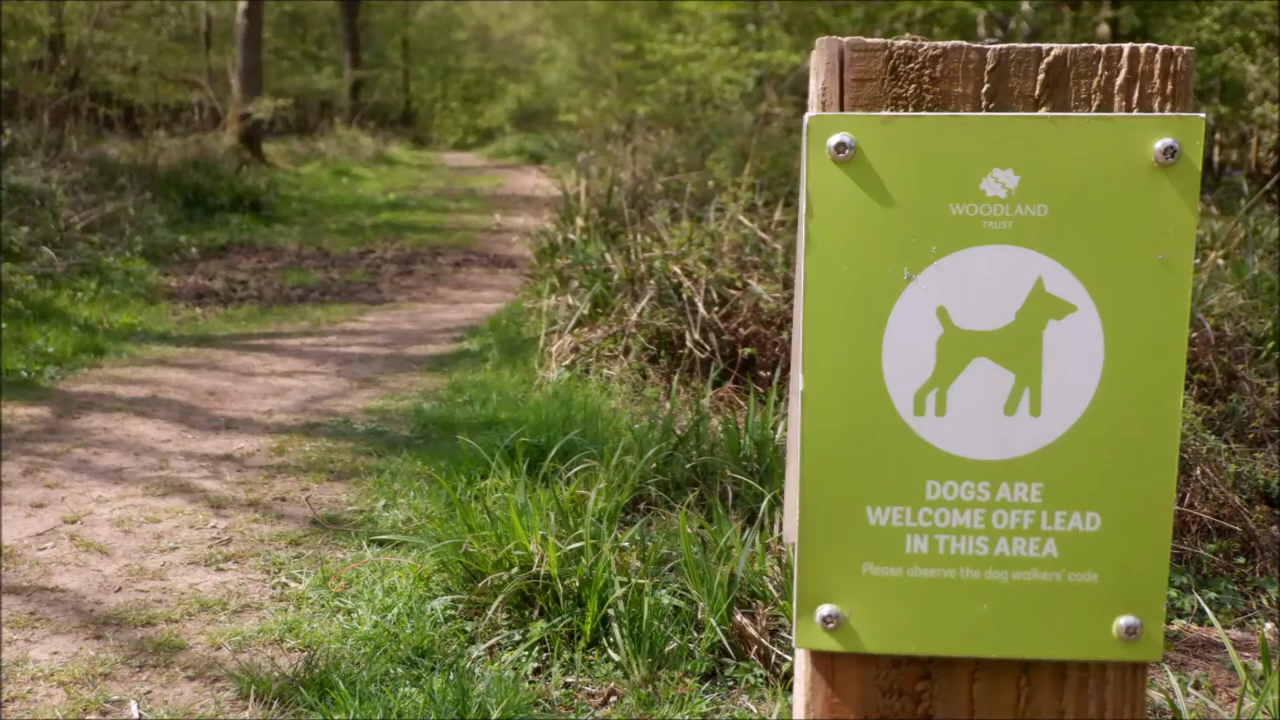 WOODLAND
TRUST
DOGS ARE
WELCOME OFF LEAD
IN THIS AREA
Please observe the dog walkers' code